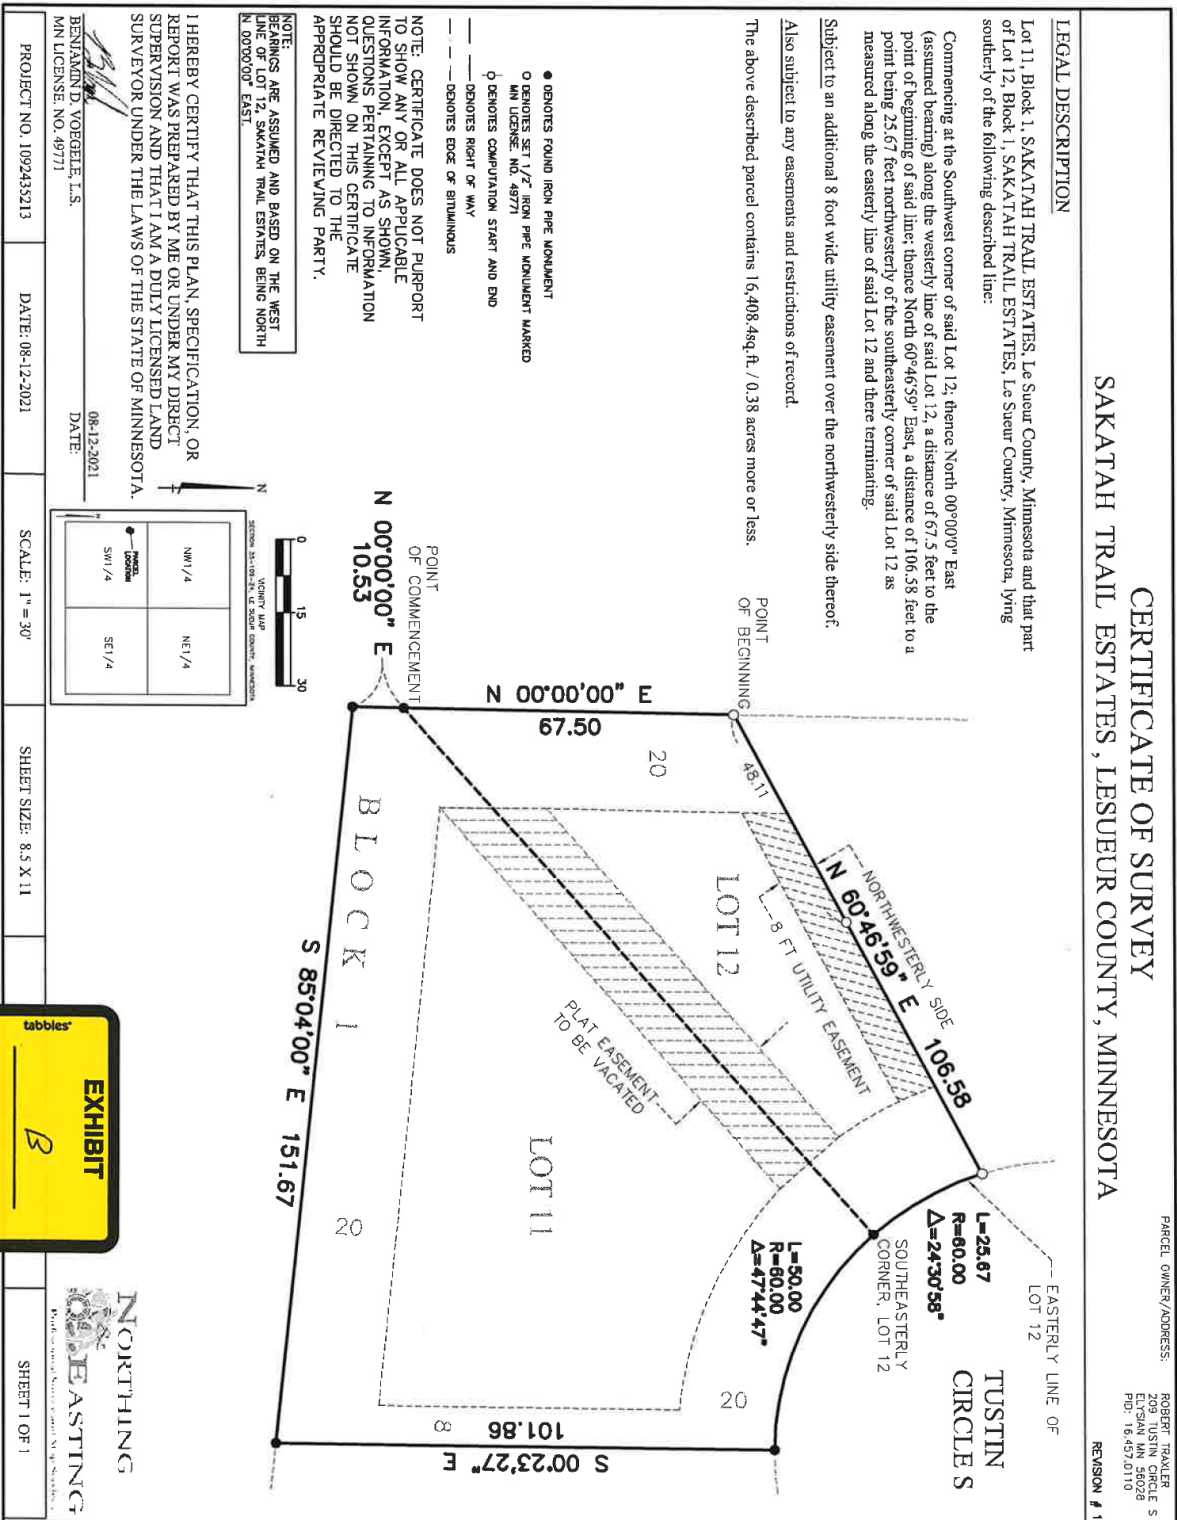 CERTIFICATE OF SURVEY
SAKATAH TRAIL ESTATES, LESUEUR COUNTY, MINNESOTA
PARCEL OWNER/ADDRESS:
ROBERT TRAXLER
209 TUSTIN CIRCLE S
ELYSIAN MN 56028
PID: 16.457.0110
REVISION # 1
LEGAL DESCRIPTION
Lot 11, Block 1, SAKATAH TRAIL ESTATES, Le Sueur County, Minnesota and that part
of Lot 12, Block 1, SAKATAH TRAIL ESTATES, Le Sueur County, Minnesota, lying
southerly of the following described line:
Commencing at the Southwest corner of said Lot 12; thence North 00°00'0" East
(assumed bearing) along the westerly line of said Lot 12, a distance of 67.5 feet to the
point of beginning of said line; thence North 60°46'59" East, a distance of 106.58 feet to a
point being 25.67 feet northwesterly of the southeasterly corner of said Lot 12 as
measured along the easterly line of said Lot 12 and there terminating.
Subject to an additional 8 foot wide utility easement over the northwesterly side thereof.
Also subject to any easements and restrictions of record.
The above described parcel contains 16,408.4sq.ft. / 0.38 acres more or less.
DENOTES FOUND IRON PIPE MONUMENT
DENOTES SET 1/2" IRON PIPE MONUMENT MARKED
MN LICENSE. NO. 49771
DENOTES COMPUTATION START AND END
DENOTES RIGHT OF WAY
DENOTES EDGE OF BITUMINOUS
NOTE: CERTIFICATE DOES NOT PURPORT
TO SHOW ANY OR ALL APPLICABLE
INFORMATION, EXCEPT AS SHOWN,
QUESTIONS PERTAINING TO INFORMATION
NOT SHOWN ON THIS CERTIFICATE
SHOULD BE DIRECTED TO THE
APPROPRIATE REVIEWING PARTY.
NOTE:
BEARINGS ARE ASSUMED AND BASED ON THE WEST
LINE OF LOT 12, SAKATAH TRAIL ESTATES, BEING NORTH
N 00°00'00" EAST.
I HEREBY CERTIFY THAT THIS PLAN, SPECIFICATION, OR
REPORT WAS PREPARED BY ME OR UNDER MY DIRECT
SUPERVISION AND THAT I AM A DULY LICENSED LAND
SURVEYOR UNDER THE LAWS OF THE STATE OF MINNESOTA.
08-12-2021
BENJAMIN D. VOEGELE, L.S.
DATE:
MN LICENSE. NO. 49771
POINT
OF BEGINNING
48.11
NORTHWESTERLY SIDE
N 60°46'59" E 106.58
8 FT UTILITY EASEMENT
LOT 12
20
N 00°00'00" E
67.50
POINT
OF COMMENCEMENT
N 00°00'00" E
10.53
PLAT EASEMENT
TO BE VACATED
BLOCK 1
S 85°04'00" E 151.67
LOT 11
20
20
8
101.86
S 00°23'27" E
EASTERLY LINE OF
LOT 12
L=25.67
R=60.00
Δ=24°30'58"
SOUTHEASTERLY
CORNER, LOT 12
L=50.00
R=60.00
Δ=47°44'47"
TUSTIN
CIRCLE S
N
0 15 30
VICINITY MAP
NW1/4
NE1/4
SW1/4
SE1/4
PARCEL
LOCATION
N
PROJECT NO. 1092435213
DATE: 08-12-2021
SCALE: 1" = 30'
SHEET SIZE: 8.5 X 11
SHEET 1 OF 1
tabbies
EXHIBIT
B
NORTHING
EASTING